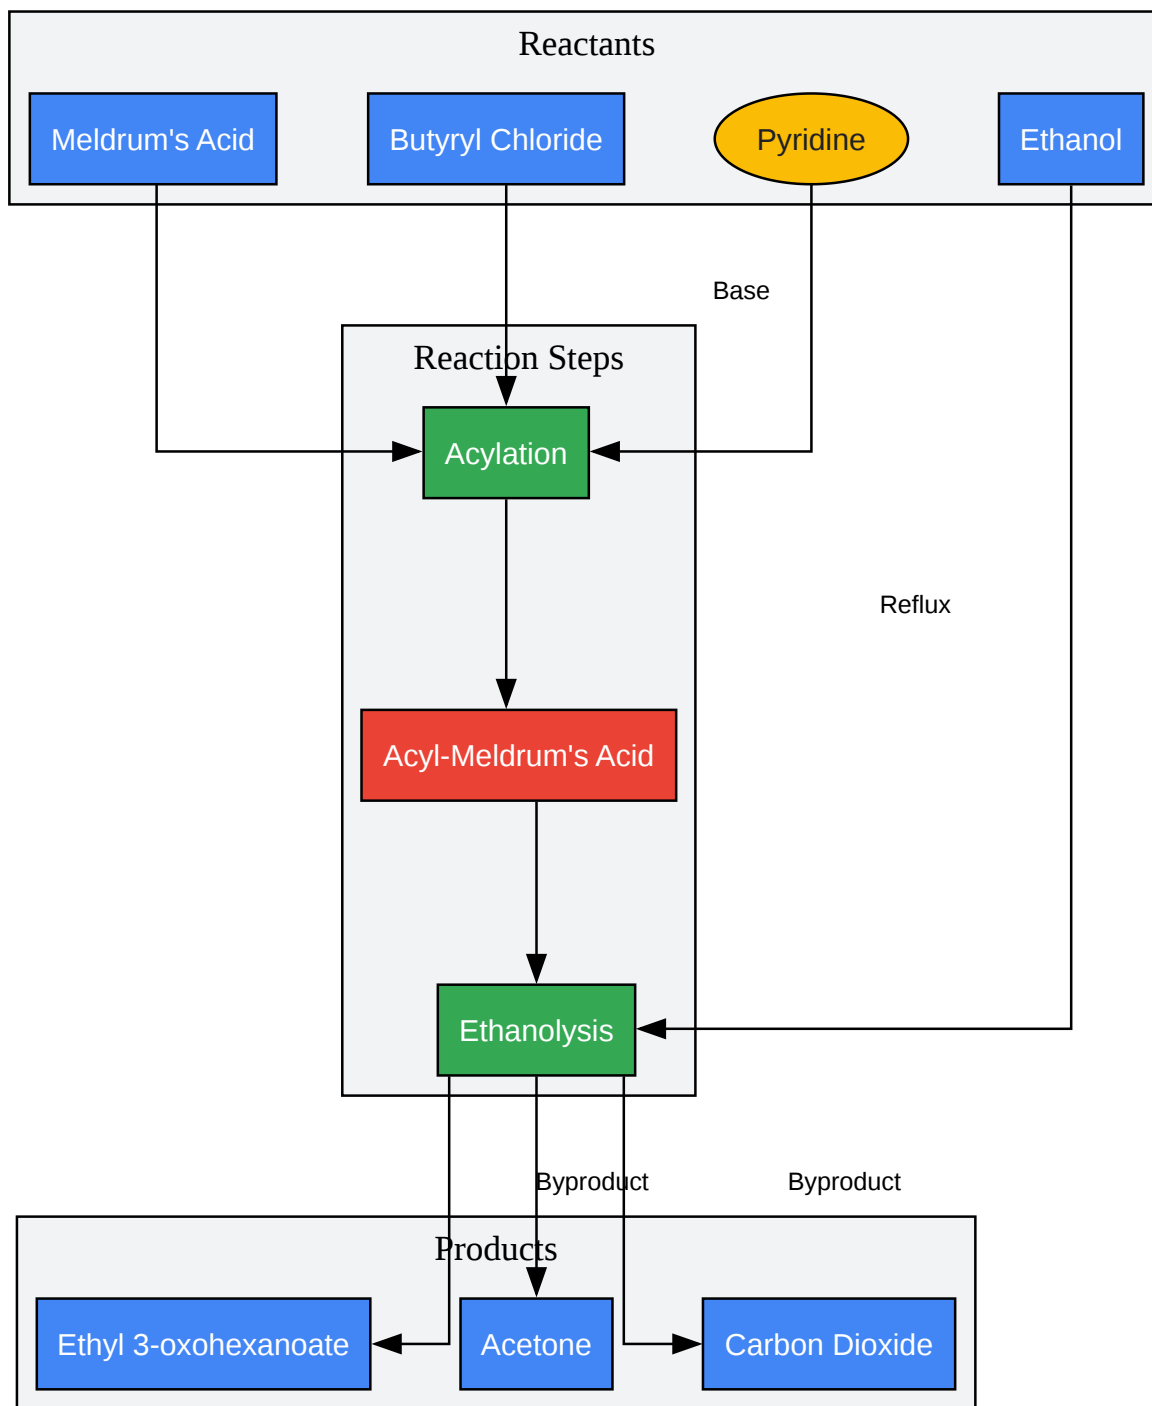 Reactants
Meldrum's Acid
Butyryl Chloride
Pyridine
Ethanol
Base
Reaction Steps
Acylation
Reflux
Acyl-Meldrum's Acid
Ethanolysis
Byproduct
Byproduct
Products
Ethyl 3-oxohexanoate
Acetone
Carbon Dioxide